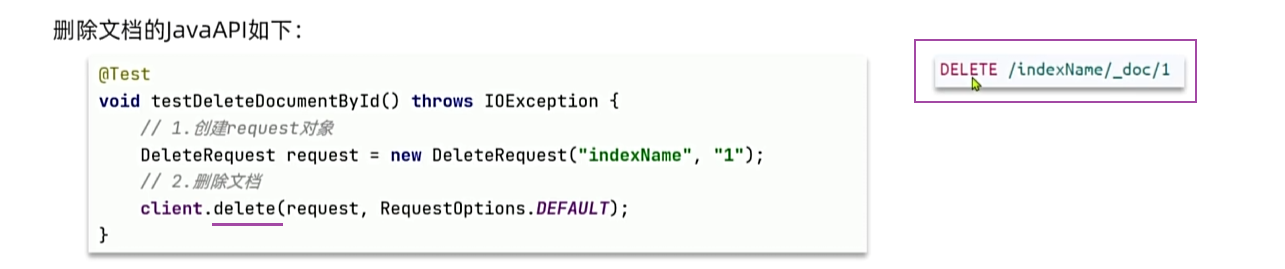 删除文档的JavaAPI如下：
@Test
void testDeleteDocumentById() throws IOException {
// 1.创建request对象
DeleteRequest request = new DeleteRequest("indexName", "1");
// 2.删除文档
client.delete(request, RequestOptions.DEFAULT);
}
DELETE /indexName/_doc/1